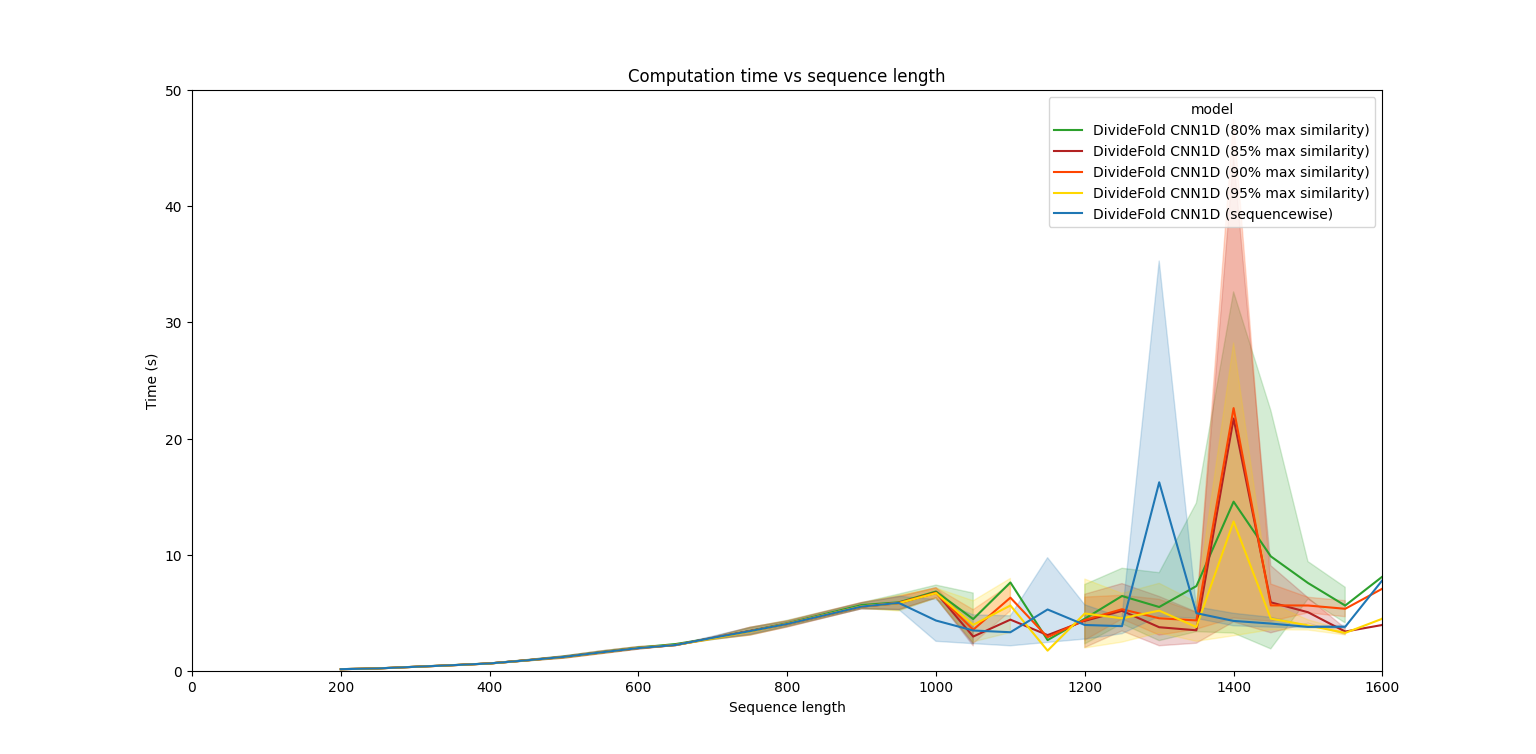 Computation time vs sequence length
model
DivideFold CNN1D (80% max similarity)
DivideFold CNN1D (85% max similarity)
DivideFold CNN1D (90% max similarity)
DivideFold CNN1D (95% max similarity)
DivideFold CNN1D (sequencewise)
Time (s)
50
40
30
20
10
0
0 200 400 600 800 1000 1200 1400 1600
Sequence length